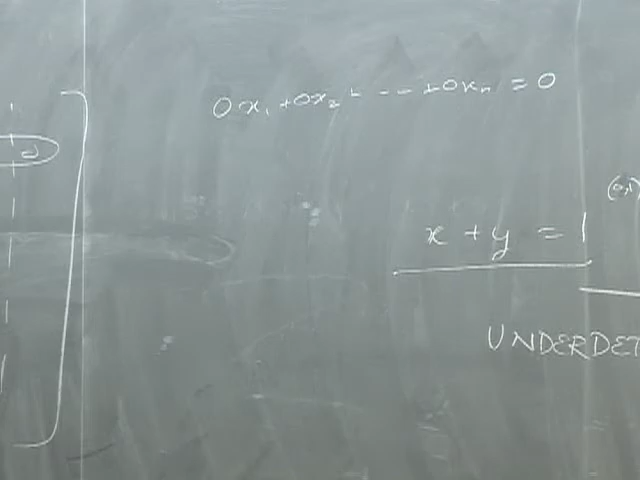 0x₁ + 0x₂ + - - + 0xₙ = 0
x + y = 1
UNDERDET